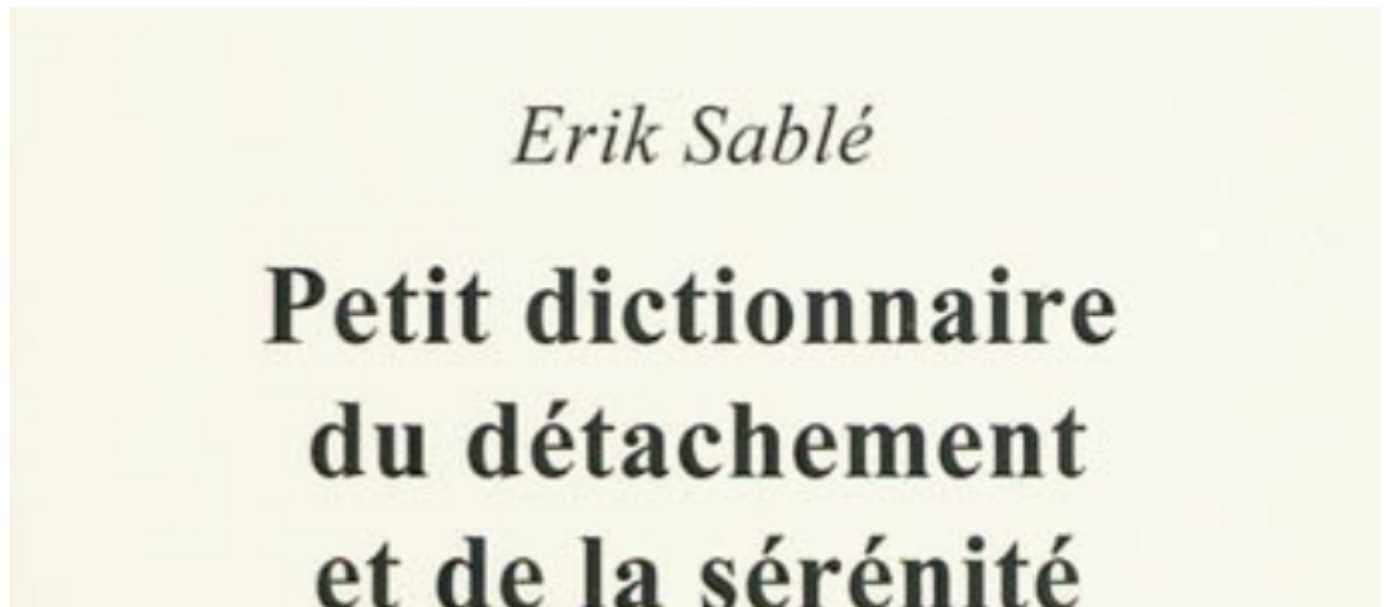 Erik Sablé
Petit dictionnaire
du détachement
et de la sérénité